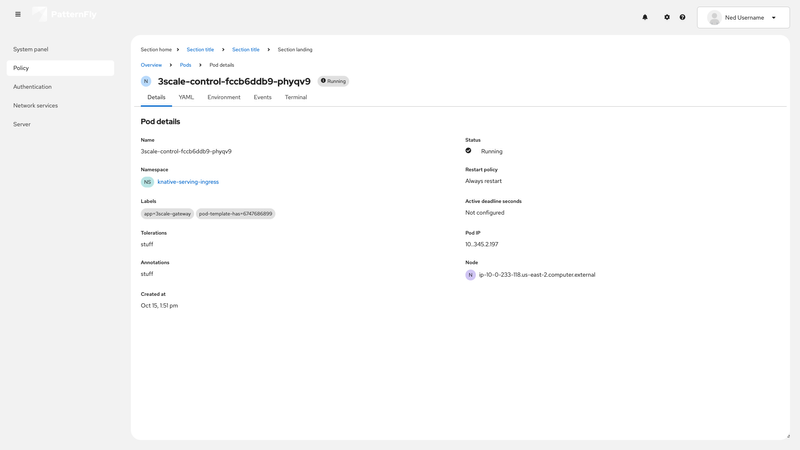 PatternFly
Ned Username
System panel
Policy
Authentication
Network services
Server
Section home Section title Section title Section landing
Overview Pods Pod details
N 3scale-control-fccb6ddb9-phyqv9 Running
Details YAML Environment Events Terminal
Pod details
Name
3scale-control-fccb6ddb9-phyqv9
Namespace
NS knative-serving-ingress
Labels
app=3scale-gateway pod-template-has=6747686899
Tolerations
stuff
Annotations
stuff
Created at
Oct 15, 1:51 pm
Status
Running
Restart policy
Always restart
Active deadline seconds
Not configured
Pod IP
10..345.2.197
Node
N ip-10-0-233-118.us-east-2.computer.external